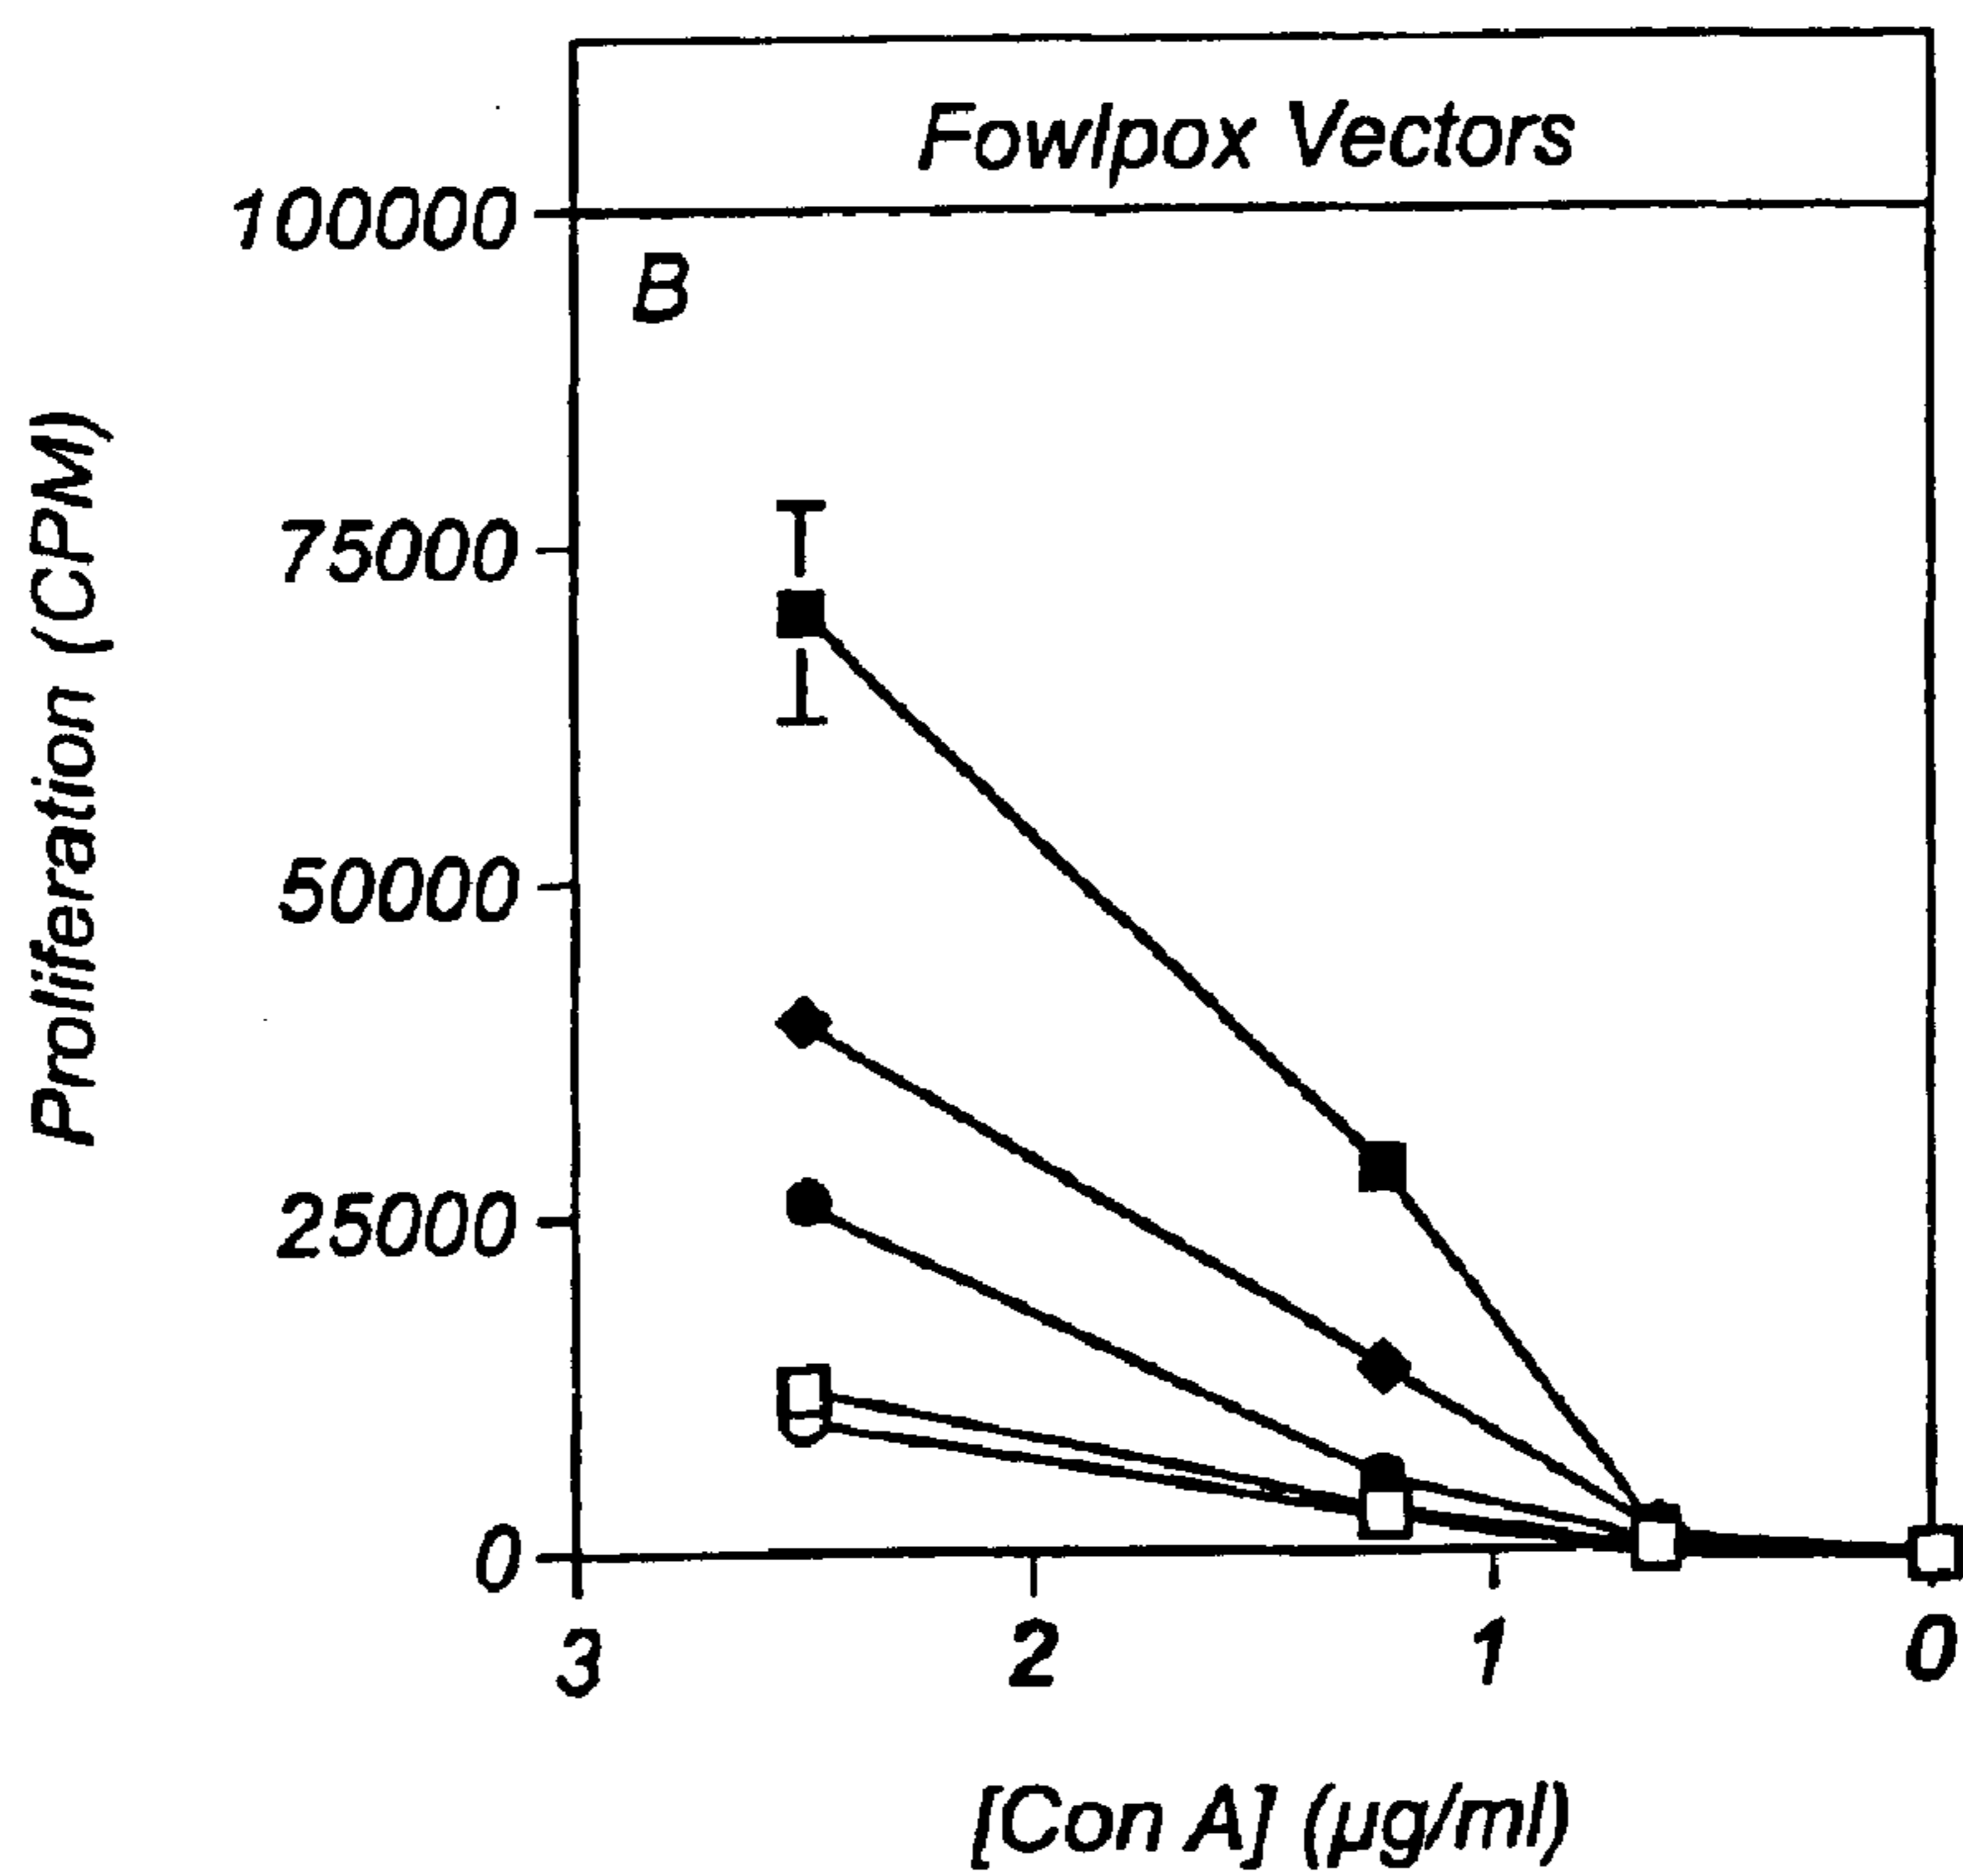 Fowlpox Vectors
B
Proliferation (CPM)
100000
75000
50000
25000
0
3 2 1 0
[Con A] (µg/ml)